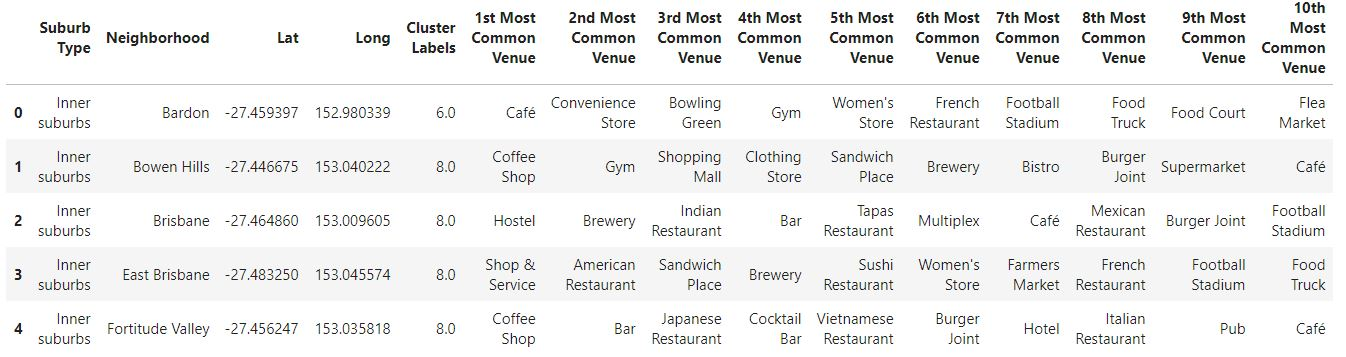 Suburb Type Neighborhood Lat Long Cluster Labels 1st Most Common Venue 2nd Most Common Venue 3rd Most Common Venue 4th Most Common Venue 5th Most Common Venue 6th Most Common Venue 7th Most Common Venue 8th Most Common Venue 9th Most Common Venue 10th Most Common Venue
0 Inner suburbs Bardon -27.459397 152.980339 6.0 Café Convenience Store Bowling Green Gym Women's Store French Restaurant Football Stadium Food Truck Food Court Flea Market
1 Inner suburbs Bowen Hills -27.446675 153.040222 8.0 Coffee Shop Gym Shopping Mall Clothing Store Sandwich Place Brewery Bistro Burger Joint Supermarket Café
2 Inner suburbs Brisbane -27.464860 153.009605 8.0 Hostel Brewery Indian Restaurant Bar Tapas Restaurant Multiplex Café Mexican Restaurant Burger Joint Football Stadium
3 Inner suburbs East Brisbane -27.483250 153.045574 8.0 Shop & Service American Restaurant Sandwich Place Brewery Sushi Restaurant Women's Store Farmers Market French Restaurant Football Stadium Food Truck
4 Inner suburbs Fortitude Valley -27.456247 153.035818 8.0 Coffee Shop Bar Japanese Restaurant Cocktail Bar Vietnamese Restaurant Burger Joint Hotel Italian Restaurant Pub Café